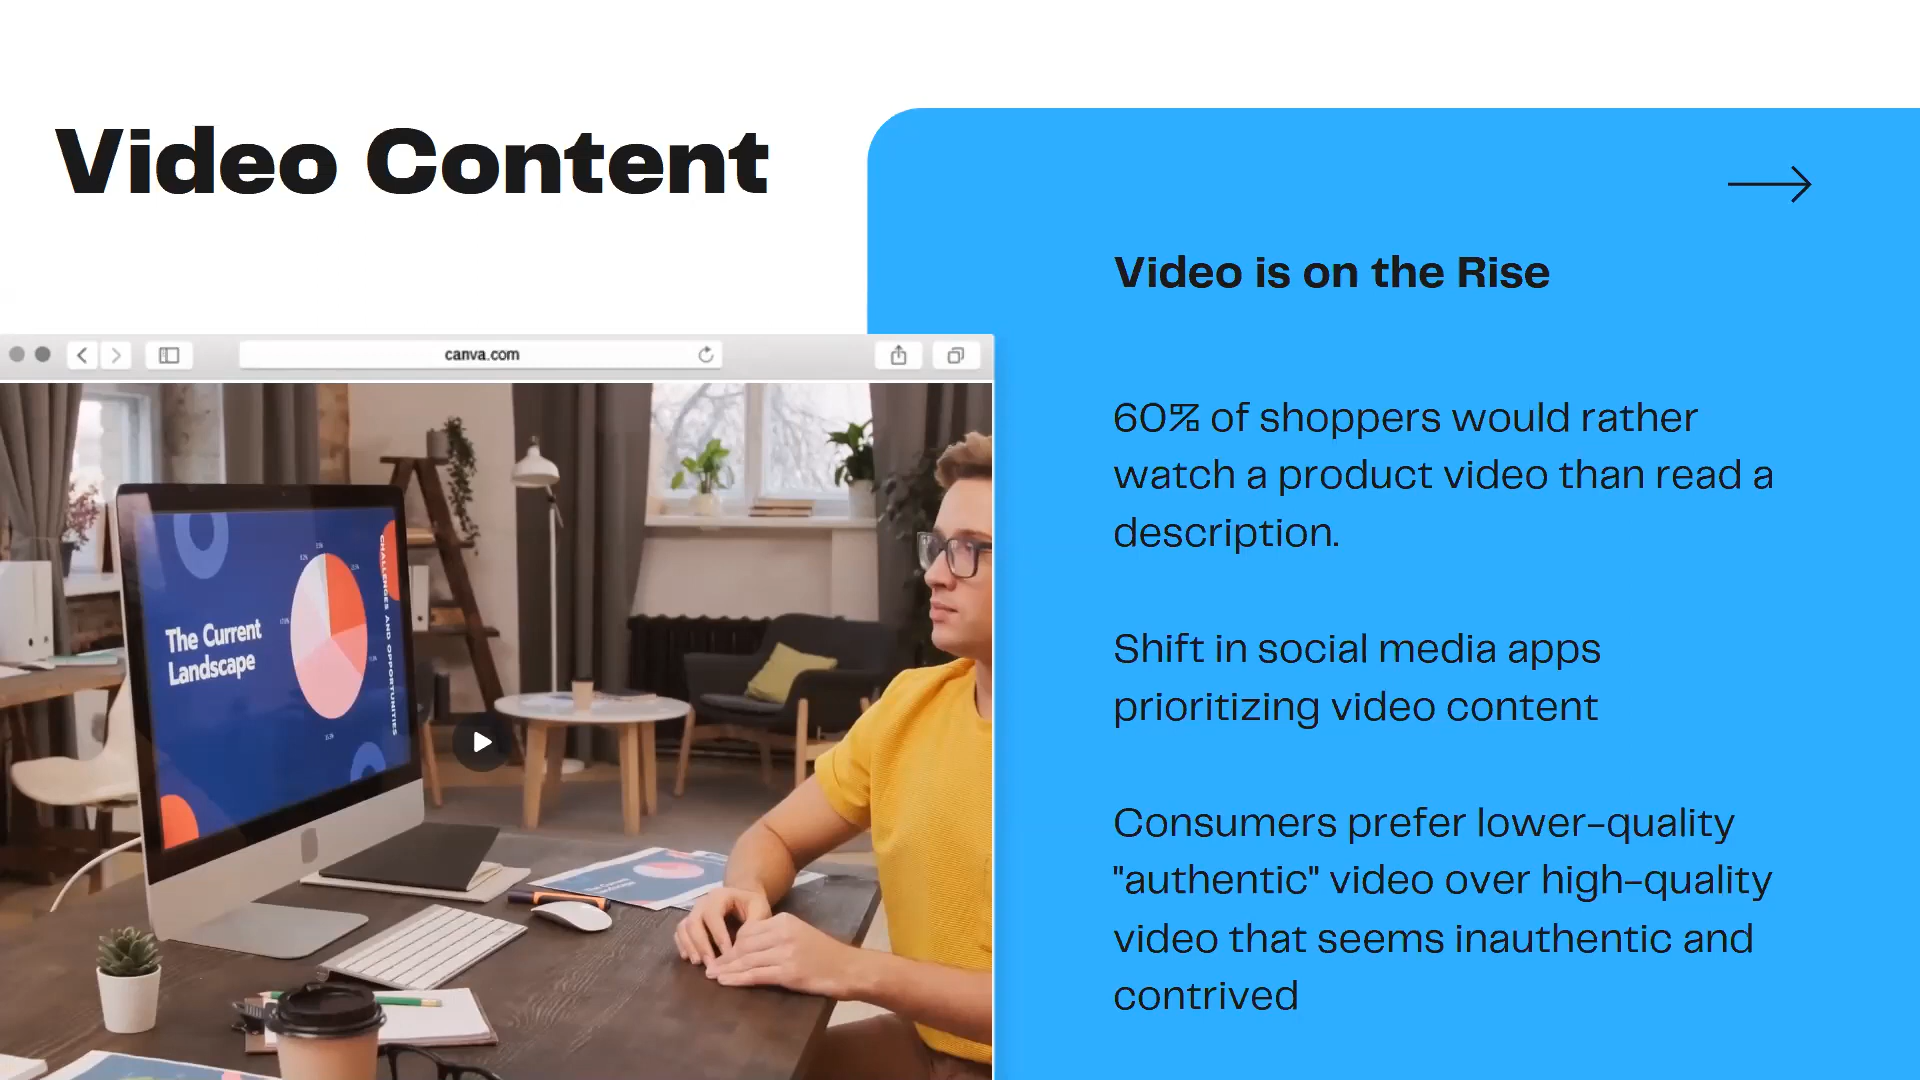 Video Content
Video is on the Rise
60% of shoppers would rather
watch a product video than read a
description.
Shift in social media apps
prioritizing video content
Consumers prefer lower-quality
"authentic" video over high-quality
video that seems inauthentic and
contrived
canva.com
The Current
Landscape
CHALLENGES AND OPPORTUNITIES